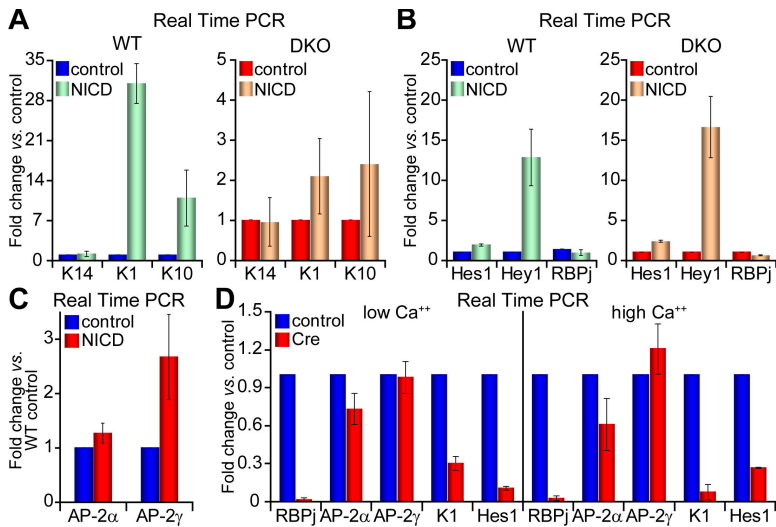 A
Real Time PCR
WT
DKO
Fold change vs. control
35
28
21
14
7
0
control
NICD
K14 K1 K10
5
4
3
2
1
0
control
NICD
K14 K1 K10
B
Real Time PCR
WT
DKO
Fold change vs. control
25
20
15
10
5
0
control
NICD
Hes1 Hey1 RBPj
25
20
15
10
5
0
control
NICD
Hes1 Hey1 RBPj
C
Real Time PCR
Fold change vs.
WT control
3
2
1
0
control
NICD
AP-2α AP-2γ
D
Real Time PCR
low Ca⁺⁺
high Ca⁺⁺
Fold change vs. control
1.5
1.2
0.9
0.6
0.3
0
control
Cre
RBPj AP-2α AP-2γ K1 Hes1 RBPj AP-2α AP-2γ K1 Hes1